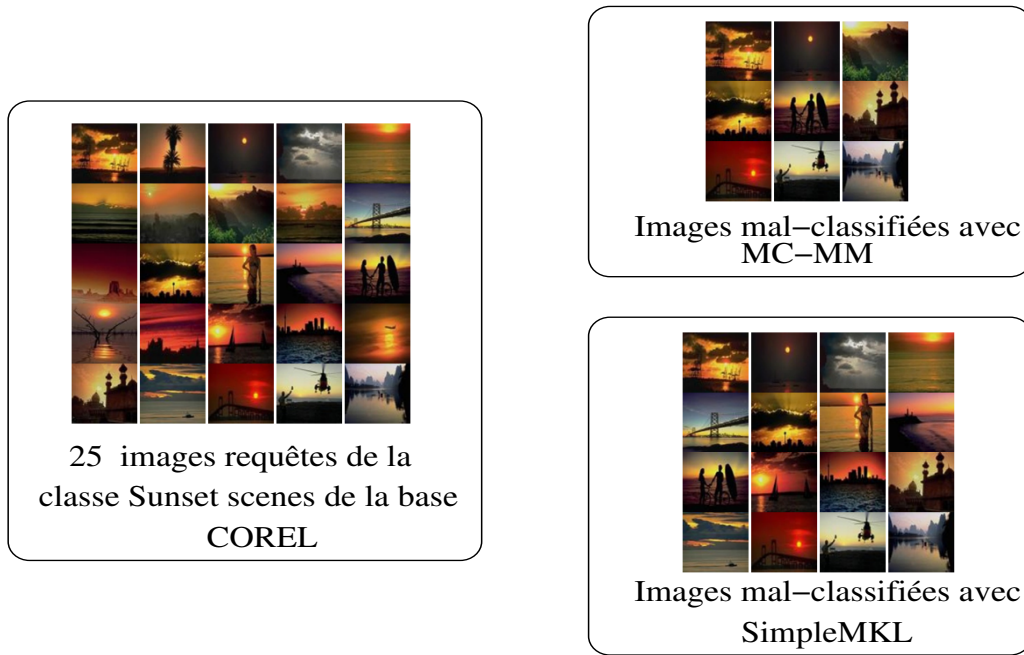 25 images requêtes de la
classe Sunset scenes de la base
COREL
Images mal−classifiées avec
MC−MM
Images mal−classifiées avec
SimpleMKL